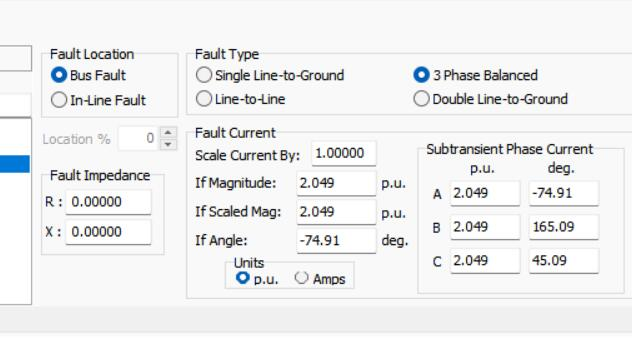 Fault Location
Bus Fault
In-Line Fault
Location % 0
Fault Impedance
R : 0.00000
X : 0.00000
Fault Type
Single Line-to-Ground
3 Phase Balanced
Line-to-Line
Double Line-to-Ground
Fault Current
Scale Current By: 1.00000
If Magnitude: 2.049 p.u.
If Scaled Mag: 2.049 p.u.
If Angle: -74.91 deg.
Units
p.u. Amps
Subtransient Phase Current
p.u. deg.
A 2.049 -74.91
B 2.049 165.09
C 2.049 45.09